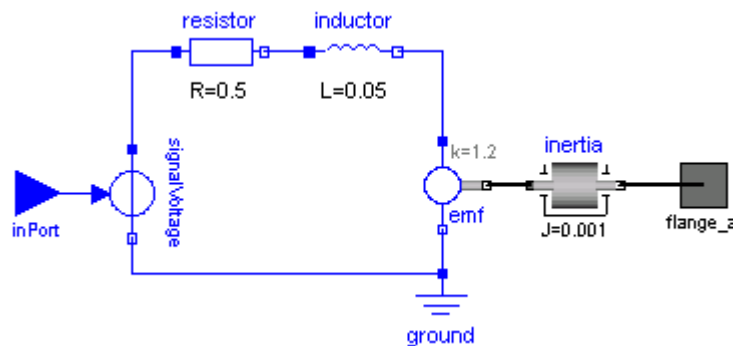 resistor
inductor
R=0.5
L=0.05
signalVoltage
k=1.2
inertia
inPort
emf
J=0.001
flange_a
ground